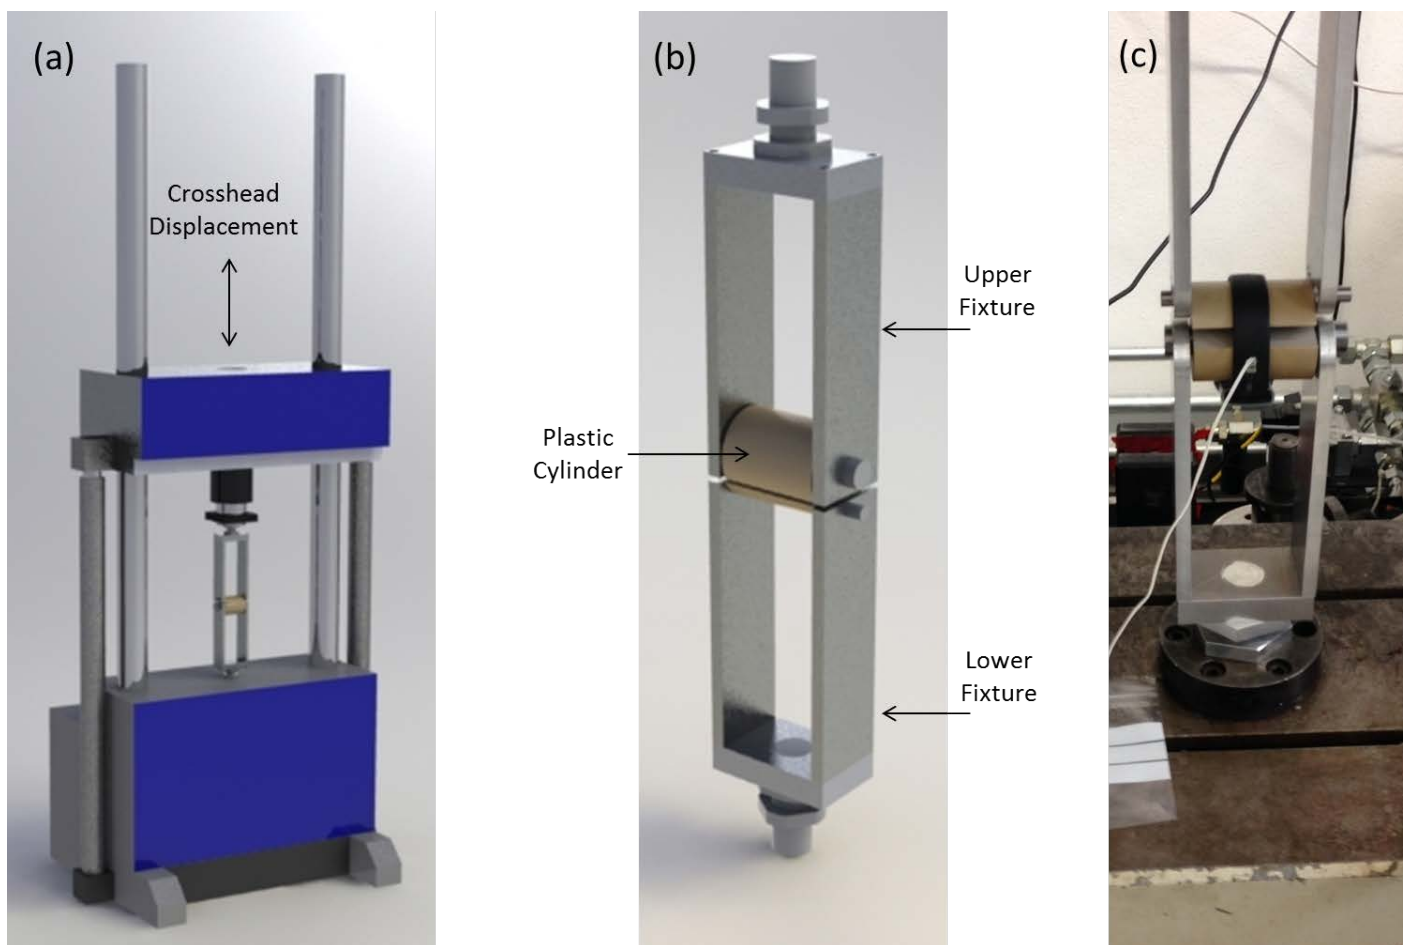 (a)
Crosshead
Displacement
(b)
Upper
Fixture
Plastic
Cylinder
Lower
Fixture
(c)